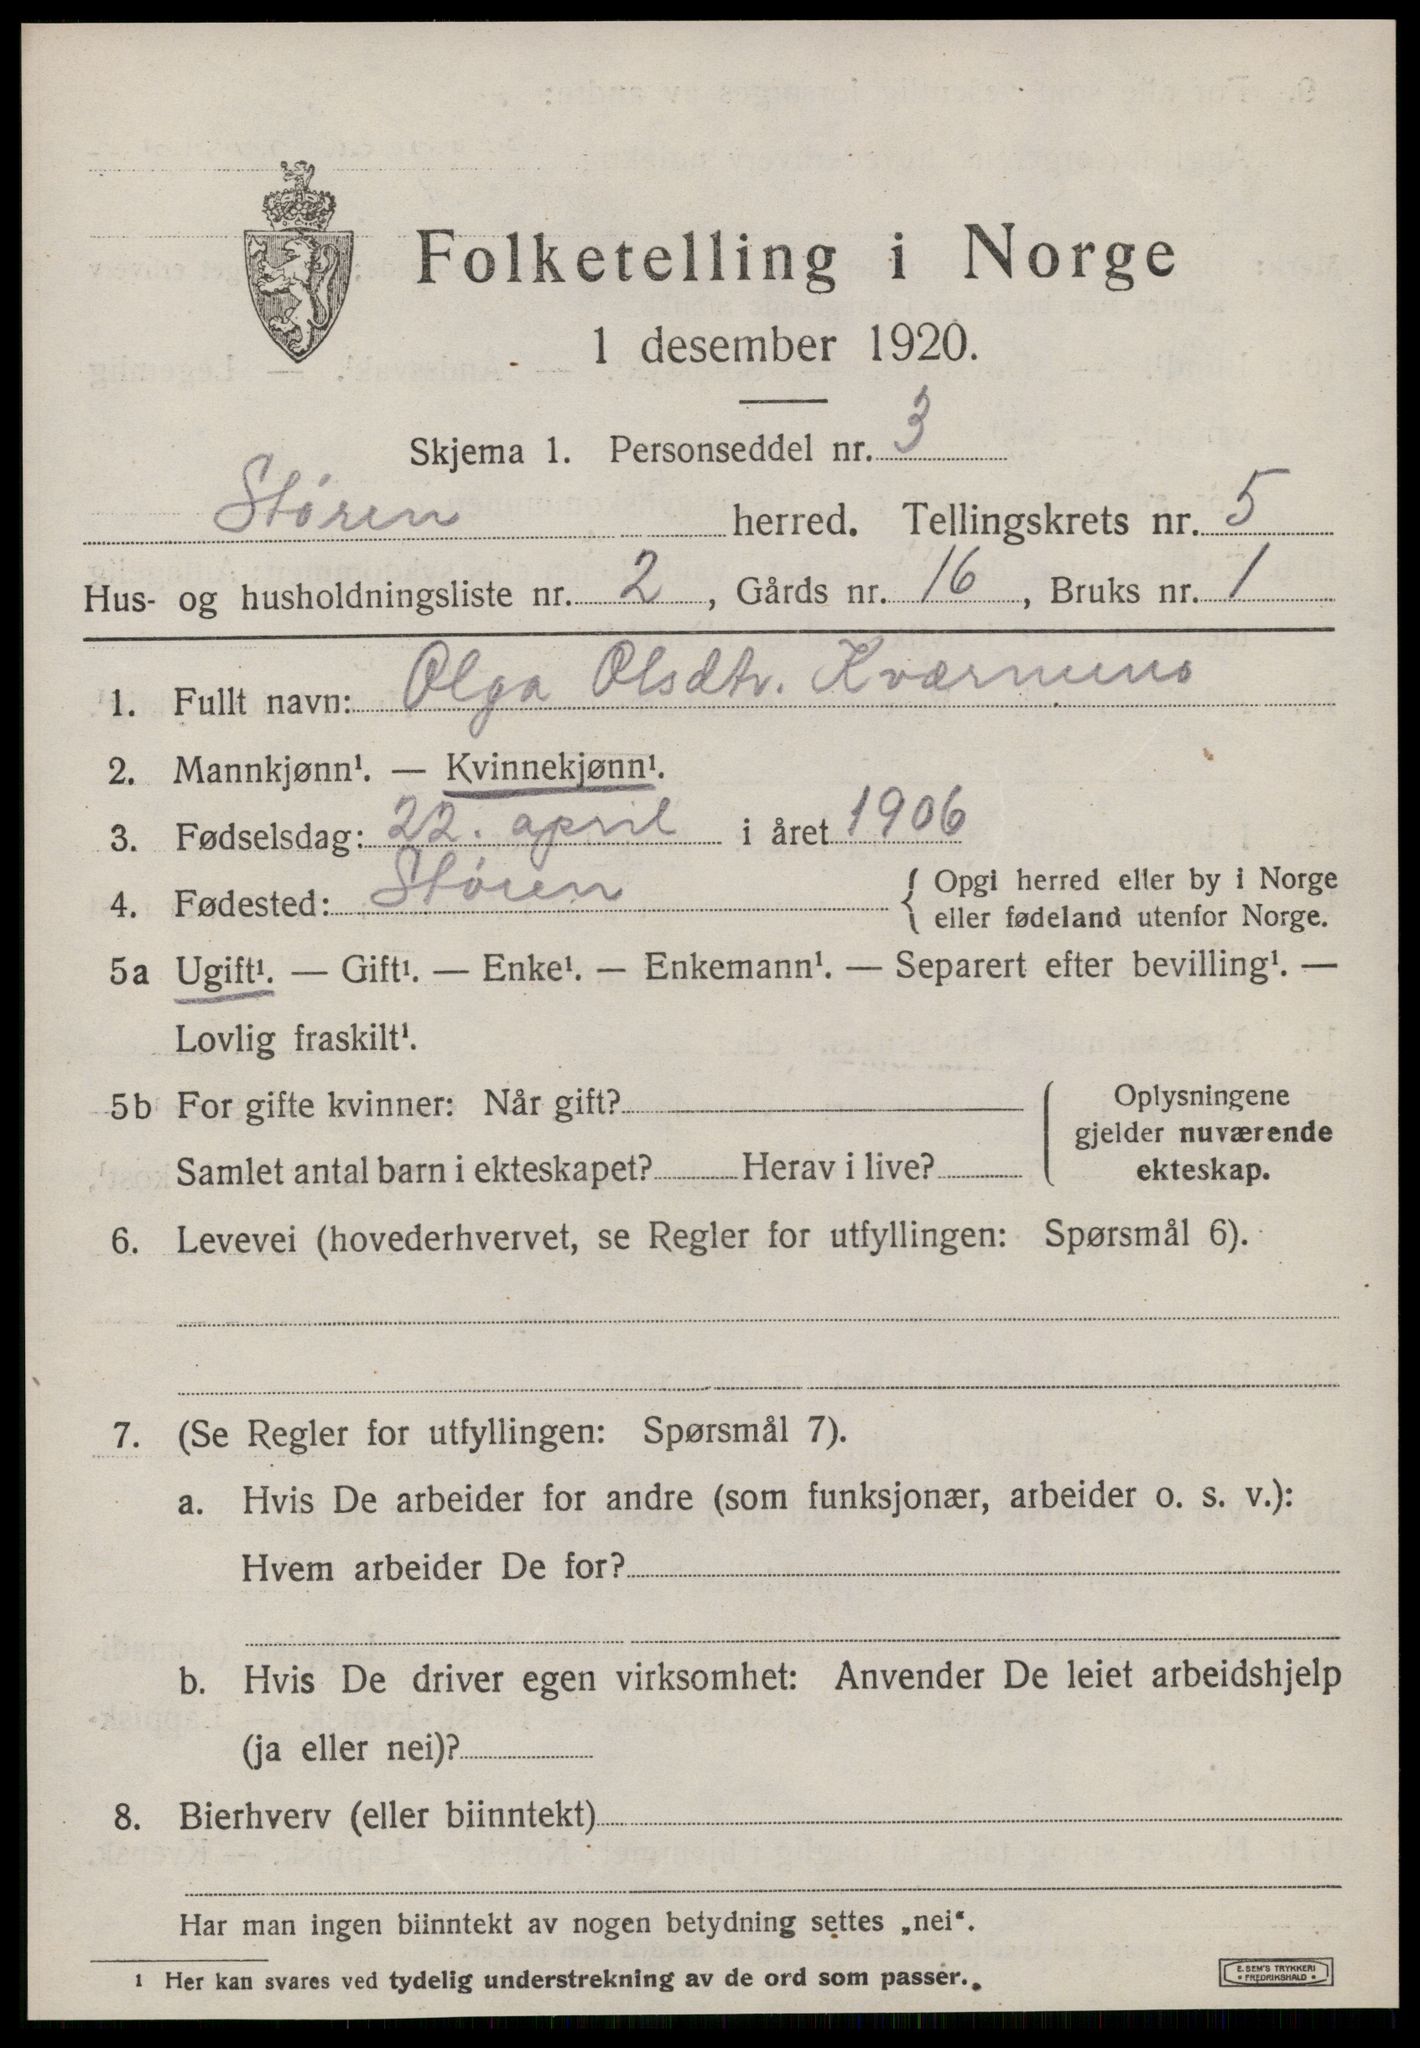 Folketelling i Norge
1 desember 1920.
Skjema 1. Personseddel nr. 3
Støren herred. Tellingskrets nr. 5
Hus- og husholdningsliste nr. 2, Gårds nr. 16, Bruks nr. 1
1. Fullt navn: Olga Olsdtr. Kværnmo
2. Mannkjønn¹. — Kvinnekjønn¹.
3. Fødselsdag: 22. april i året 1906
4. Fødested: Støren { Opgi herred eller by i Norge
eller fødeland utenfor Norge.
5a Ugift¹. — Gift¹. — Enke¹. — Enkemann¹. — Separert efter bevilling¹. —
Lovlig fraskilt¹.
5b For gifte kvinner: Når gift?
Samlet antal barn i ekteskapet? Herav i live?
Oplysningene
gjelder nuværende
ekteskap.
6. Levevei (hovederhvervet, se Regler for utfyllingen: Spørsmål 6).
7. (Se Regler for utfyllingen: Spørsmål 7).
a. Hvis De arbeider for andre (som funksjonær, arbeider o. s. v.):
Hvem arbeider De for?
b. Hvis De driver egen virksomhet: Anvender De leiet arbeidshjelp
(ja eller nei)?
8. Bierhverv (eller biinntekt)
Har man ingen biinntekt av nogen betydning settes „nei“.
1 Her kan svares ved tydelig understrekning av de ord som passer.
E. SEM'S TRYKKERI
* FREDRIKSHALD *